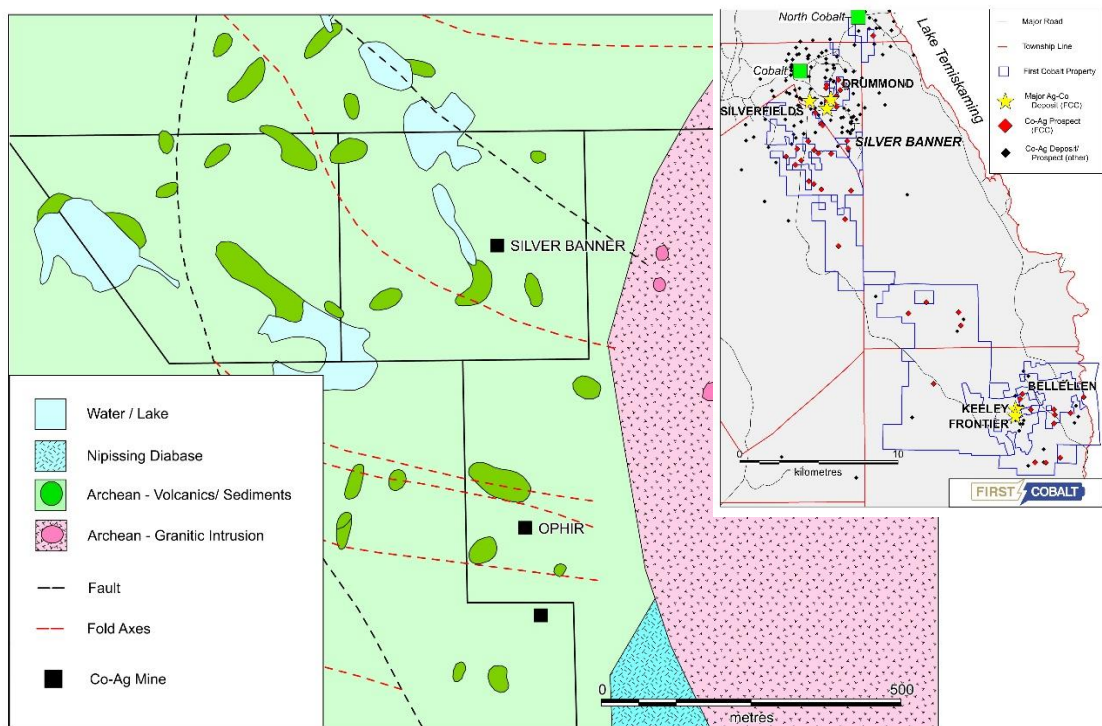 SILVER BANNER
OPHIR
Water / Lake
Nipissing Diabase
Archean - Volcanics/ Sediments
Archean - Granitic Intrusion
Fault
Fold Axes
Co-Ag Mine
0
500
metres
North Cobalt
Cobalt
Lake Temiskaming
DRUMMOND
SILVERFIELDS
SILVER BANNER
BELLELLEN
KEELEY
FRONTIER
0
10
kilometres
Major Road
Township Line
First Cobalt Property
Major Ag-Co
Deposit (FCC)
Co-Ag Prospect
(FCC)
Co-Ag Deposit/
Prospect (other)
FIRST COBALT